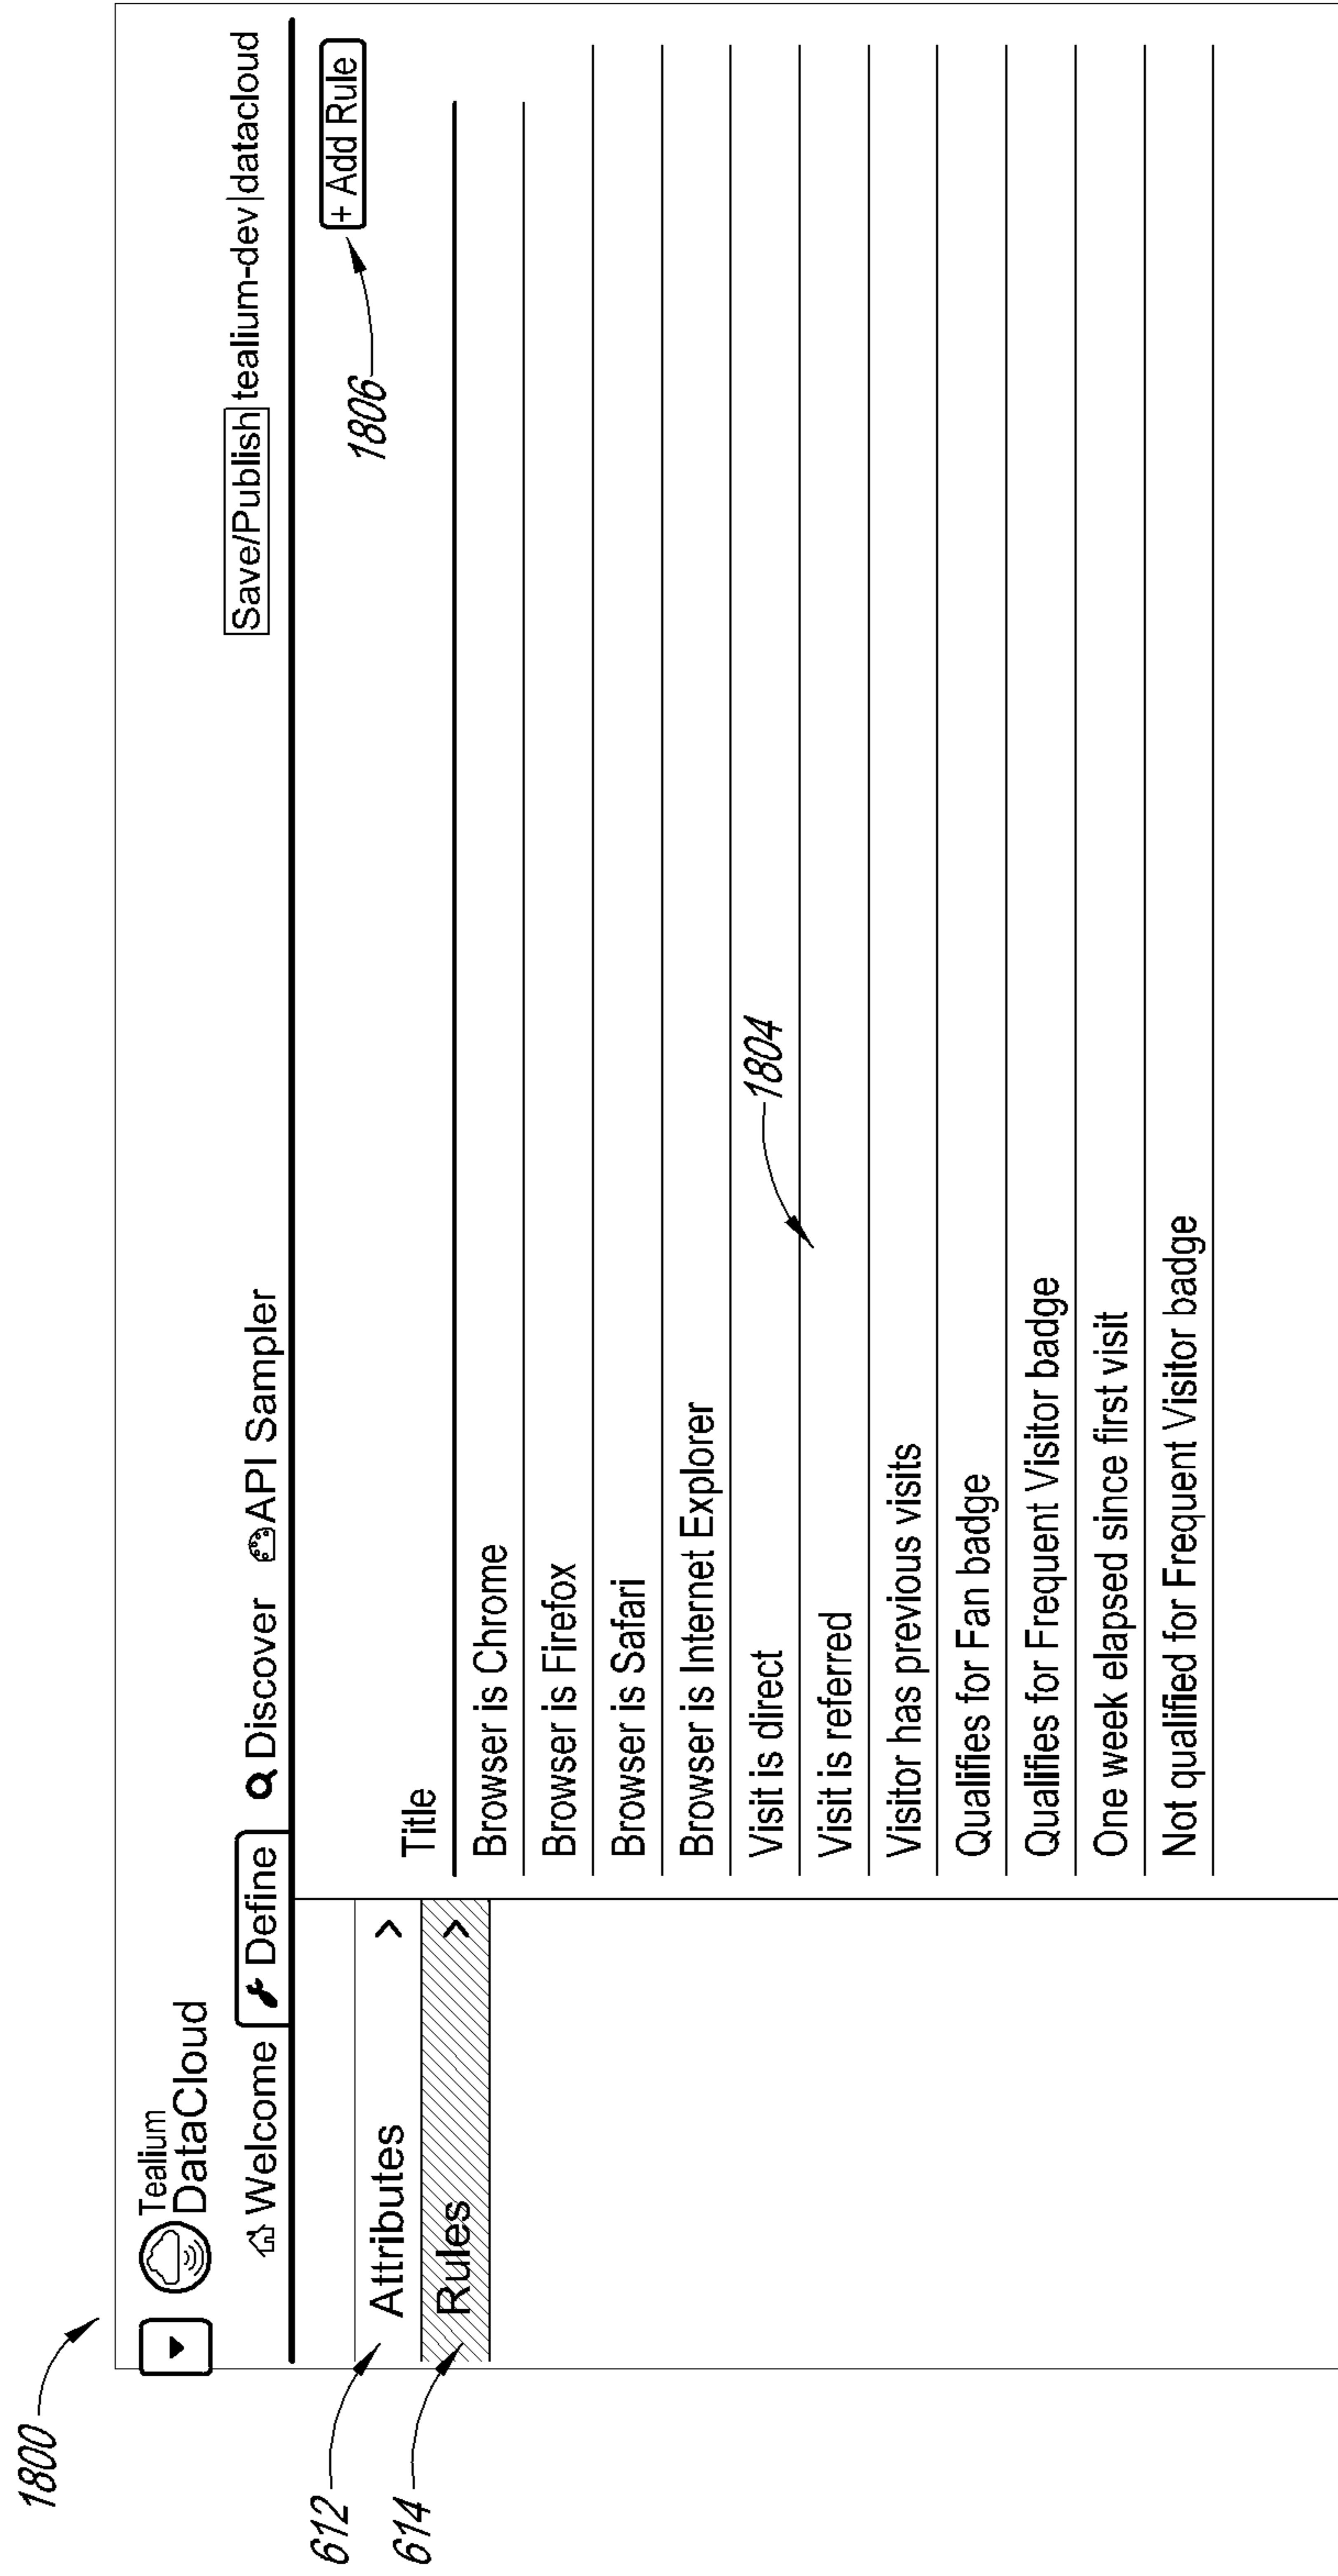 1800
Tealium
DataCloud
Save/Publish tealium-dev|datacloud
Welcome Define Discover API Sampler
+ Add Rule
1806
612
Attributes >
614
Rules >
Title
Browser is Chrome
Browser is Firefox
Browser is Safari
Browser is Internet Explorer
Visit is direct
1804
Visit is referred
Visitor has previous visits
Qualifies for Fan badge
Qualifies for Frequent Visitor badge
One week elapsed since first visit
Not qualified for Frequent Visitor badge